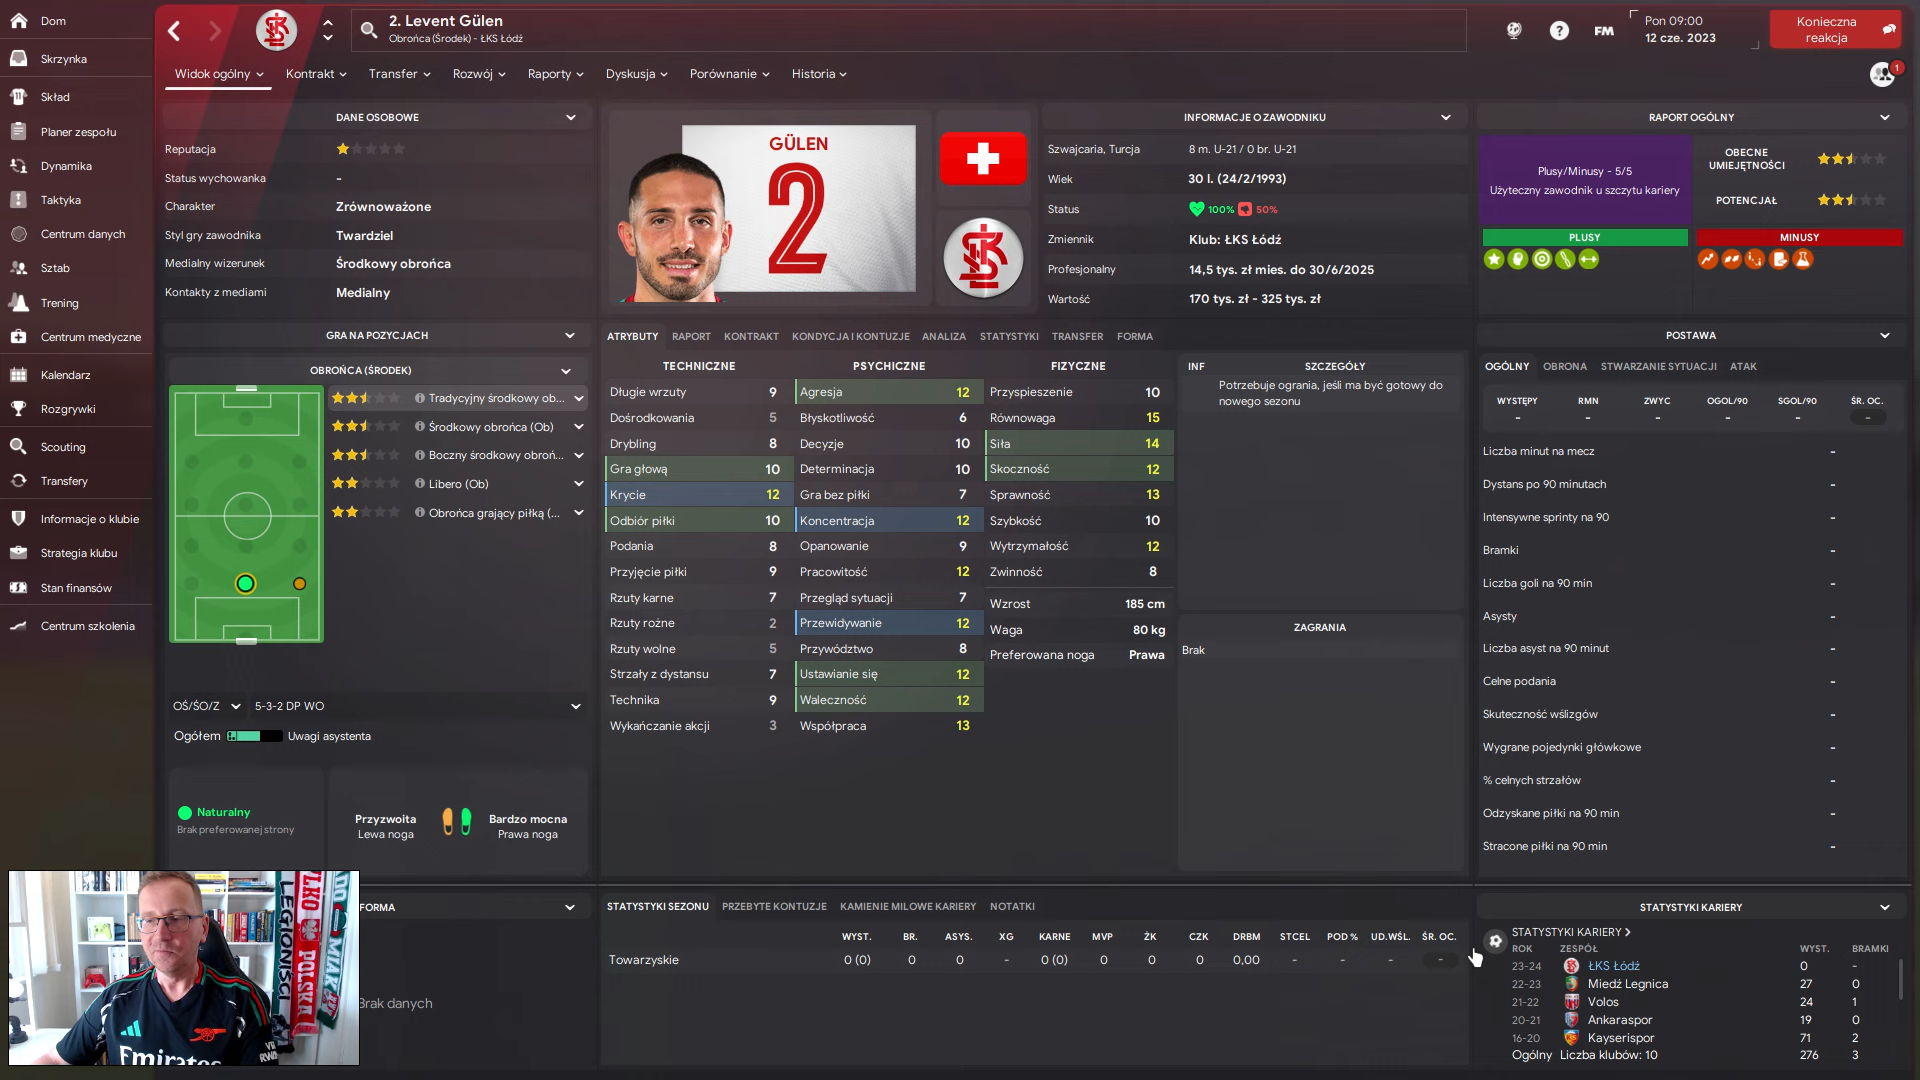 Dom
Skrzynka
Skład
Planer zespołu
Dynamika
Taktyka
Centrum danych
Sztab
Trening
Centrum medyczne
Kalendarz
Rozgrywki
Scouting
Transfery
Informacje o klubie
Strategia klubu
Stan finansów
Centrum szkolenia
2. Levent Gülen
Obrońca (Środek) - ŁKS Łódź
FM
Pon 09:00
12 cze. 2023
Konieczna
reakcja
1
Widok ogólny
Kontrakt
Transfer
Rozwój
Raporty
Dyskusja
Porównanie
Historia
DANE OSOBOWE
Reputacja
Status wychowanka -
Charakter Zrównoważone
Styl gry zawodnika Twardziel
Medialny wizerunek Środkowy obrońca
Kontakty z mediami Medialny
GÜLEN
2
INFORMACJE O ZAWODNIKU
Szwajcaria, Turcja 8 m. U-21 / 0 br. U-21
Wiek 30 l. (24/2/1993)
Status 100% 50%
Zmiennik Klub: ŁKS Łódź
Profesjonalny 14,5 tys. zł mies. do 30/6/2025
Wartość 170 tys. zł - 325 tys. zł
RAPORT OGÓLNY
Plusy/Minusy - 5/5
Użyteczny zawodnik u szczytu kariery
OBECNE
UMIEJĘTNOŚCI
POTENCJAŁ
PLUSY
MINUSY
GRA NA POZYCJACH
OBROŃCA (ŚRODEK)
Tradycyjny środkowy ob...
Środkowy obrońca (Ob)
Boczny środkowy obroń...
Libero (Ob)
Obrońca grający piłką (...
OŚ/ŚO/Z 5-3-2 DP WO
Ogółem Uwagi asystenta
Naturalny
Brak preferowanej strony
Przyzwoita
Lewa noga
Bardzo mocna
Prawa noga
ATRYBUTY RAPORT KONTRAKT KONDYCJA I KONTUZJE ANALIZA STATYSTYKI TRANSFER FORMA
TECHNICZNE
Długie wrzuty 9
Dośrodkowania 5
Drybling 8
Gra głową 10
Krycie 12
Odbiór piłki 10
Podania 8
Przyjęcie piłki 9
Rzuty karne 7
Rzuty rożne 2
Rzuty wolne 5
Strzały z dystansu 7
Technika 9
Wykańczanie akcji 3
PSYCHICZNE
Agresja 12
Błyskotliwość 6
Decyzje 10
Determinacja 10
Gra bez piłki 7
Koncentracja 12
Opanowanie 9
Pracowitość 12
Przegląd sytuacji 7
Przewidywanie 12
Przywództwo 8
Ustawianie się 12
Waleczność 12
Współpraca 13
FIZYCZNE
Przyspieszenie 10
Równowaga 15
Siła 14
Skoczność 12
Sprawność 13
Szybkość 10
Wytrzymałość 12
Zwinność 8
Wzrost 185 cm
Waga 80 kg
Preferowana noga Prawa
INF SZCZEGÓŁY
Potrzebuje ogrania, jeśli ma być gotowy do
nowego sezonu
ZAGRANIA
Brak
POSTAWA
OGÓLNY OBRONA STWARZANIE SYTUACJI ATAK
WYSTĘPY RMN ZWYC OGOL/90 SGOL/90 ŚR. OC.
- - - - - -
Liczba minut na mecz -
Dystans po 90 minutach -
Intensywne sprinty na 90 -
Bramki -
Liczba goli na 90 min -
Asysty -
Liczba asyst na 90 minut -
Celne podania -
Skuteczność wślizgów -
Wygrane pojedynki główkowe -
% celnych strzałów -
Odzyskane piłki na 90 min -
Stracone piłki na 90 min -
FORMA
Brak danych
LEGIONIŚCI
POLSKA
Emirates
STATYSTYKI SEZONU PRZEBYTE KONTUZJE KAMIENIE MILOWE KARIERY NOTATKI
WYST. BR. ASYS. XG KARNE MVP ŻK CZK DRBM STCEL POD % UD.WŚL. ŚR. OC.
Towarzyskie 0 (0) 0 0 - 0 (0) 0 0 0 0,00 - - - -
STATYSTYKI KARIERY
STATYSTYKI KARIERY
ROK ZESPÓŁ WYST. BRAMKI
23-24 ŁKS Łódź 0 -
22-23 Miedź Legnica 27 0
21-22 Volos 24 1
20-21 Ankaraspor 19 0
16-20 Kayserispor 71 2
Ogólny Liczba klubów: 10 276 3